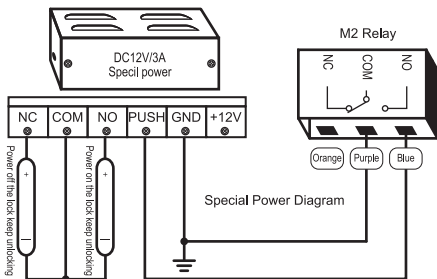 DC12V/3A
Specil power
NC COM NO PUSH GND +12V
Power off the lock keep unlocking
+
Power on the lock keep unlocking
+
M2 Relay
NC
COM
NO
Orange Purple Blue
Special Power Diagram